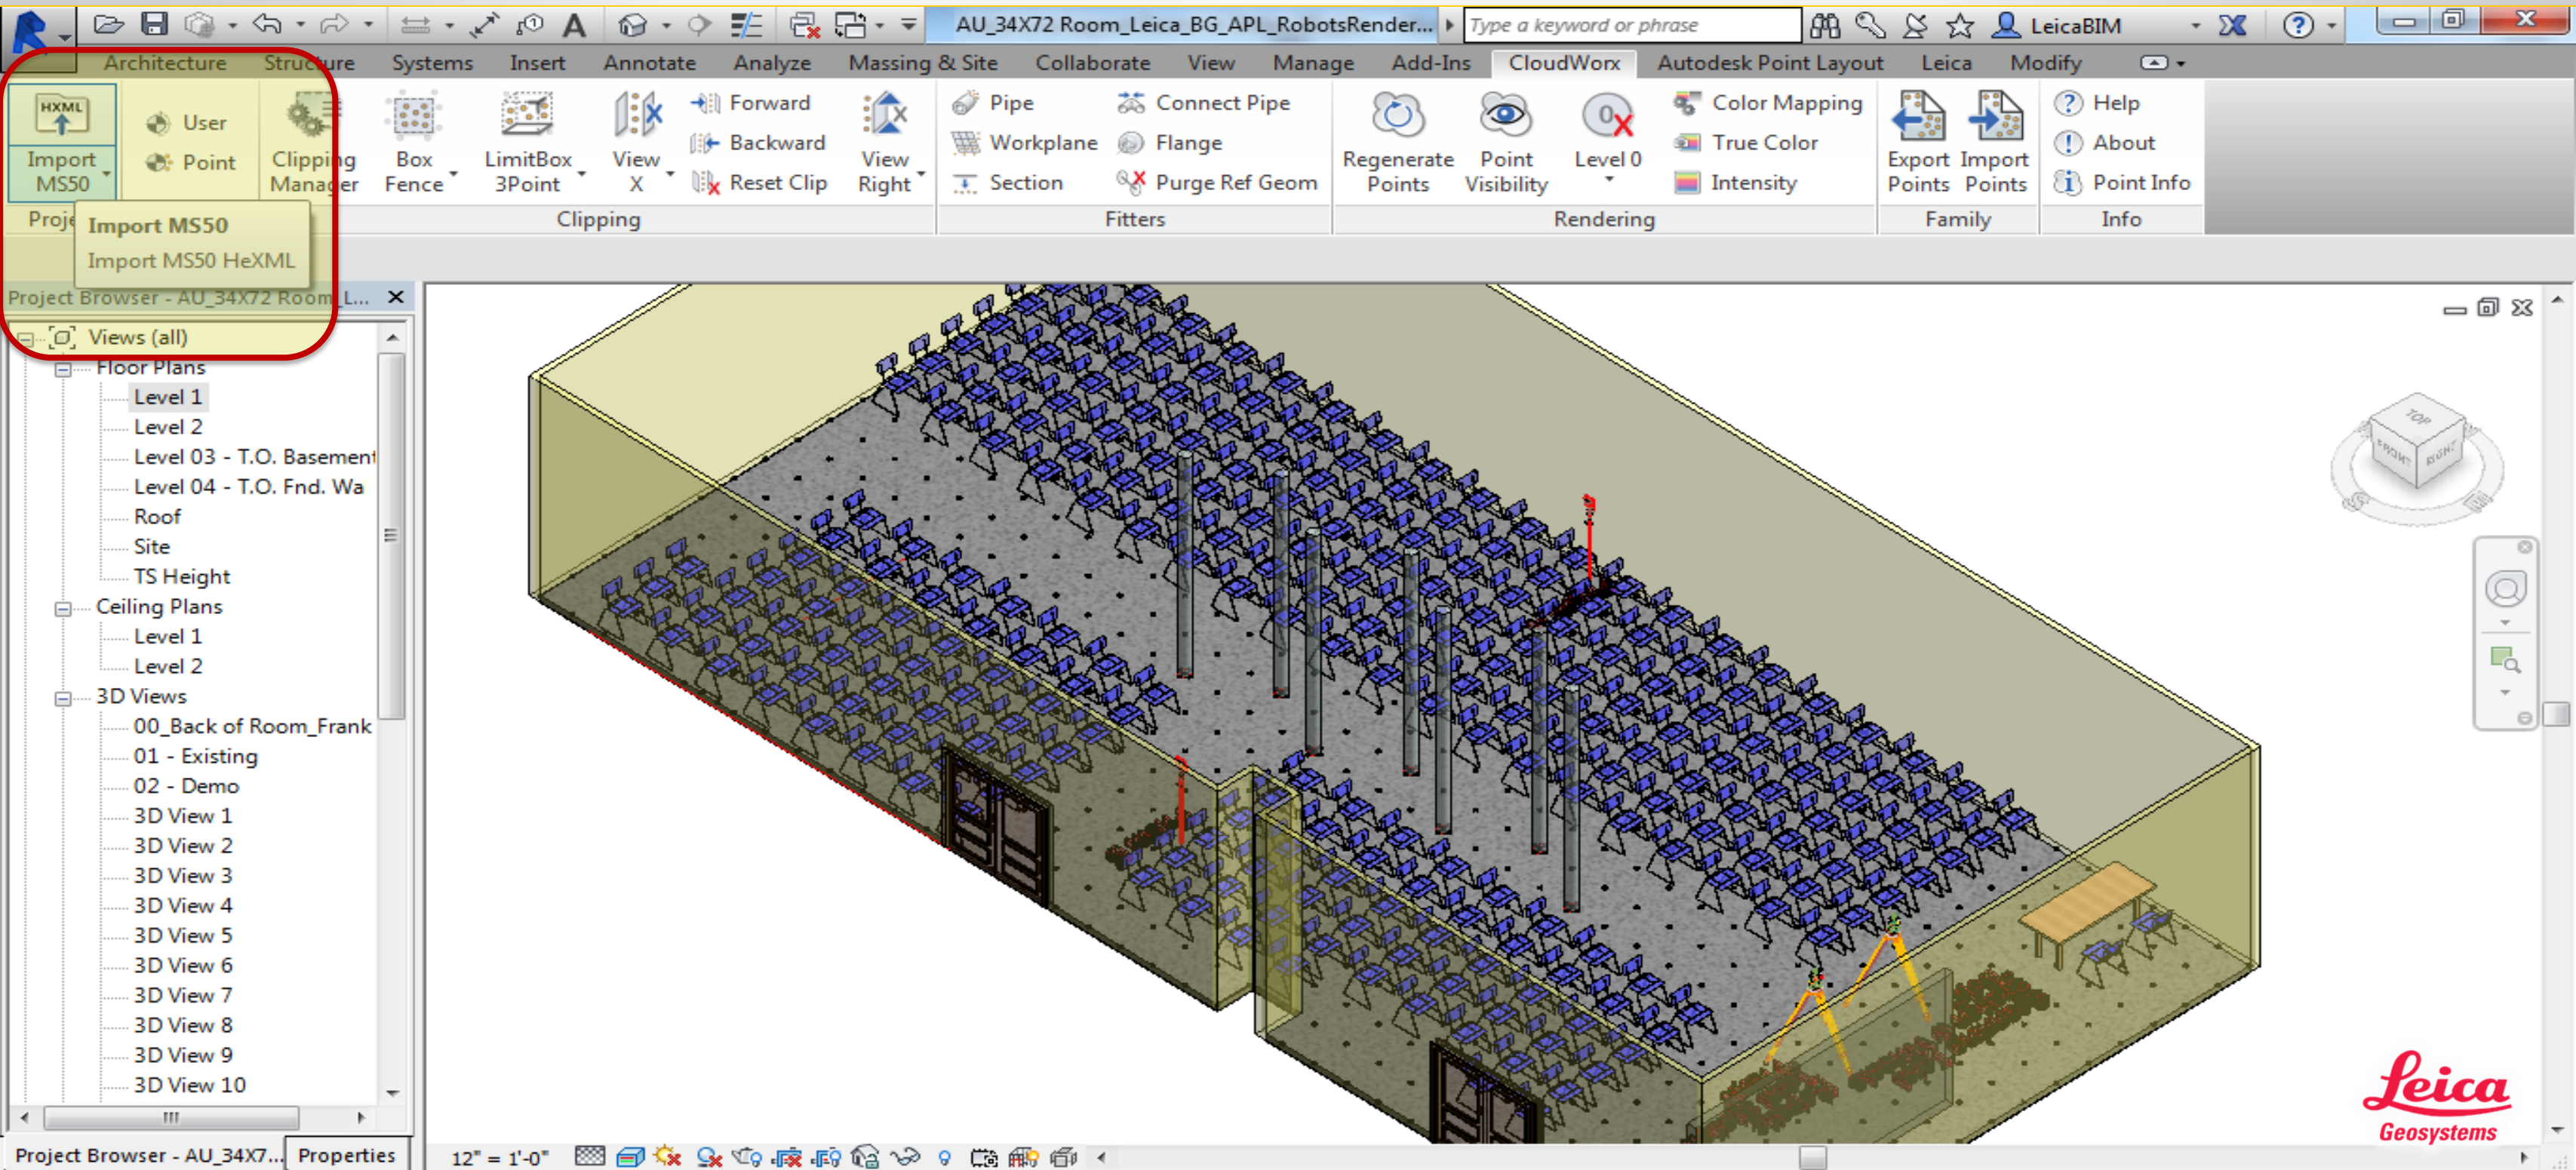 AU_34X72 Room_Leica_BG_APL_RobotsRender...
Type a keyword or phrase
LeicaBIM
Architecture Structure Systems Insert Annotate Analyze Massing & Site Collaborate View Manage Add-Ins CloudWorx Autodesk Point Layout Leica Modify
HXML
Import
MS50
User
Point
Clipping
Manager
Box
Fence
LimitBox
3Point
View
X
Forward
Backward
Reset Clip
View
Right
Pipe
Workplane
Section
Connect Pipe
Flange
Purge Ref Geom
Regenerate
Points
Point
Visibility
Level 0
Color Mapping
True Color
Intensity
Export
Points
Import
Points
Help
About
Point Info
Proje
Clipping
Fitters
Rendering
Family
Info
Import MS50
Import MS50 HeXML
Project Browser - AU_34X72 Room_L...
Views (all)
Floor Plans
Level 1
Level 2
Level 03 - T.O. Basement
Level 04 - T.O. Fnd. Wa
Roof
Site
TS Height
Ceiling Plans
Level 1
Level 2
3D Views
00_Back of Room_Frank
01 - Existing
02 - Demo
3D View 1
3D View 2
3D View 3
3D View 4
3D View 5
3D View 6
3D View 7
3D View 8
3D View 9
3D View 10
TOP
FRONT
RIGHT
Leica
Geosystems
Project Browser - AU_34X7... Properties
12" = 1'-0"